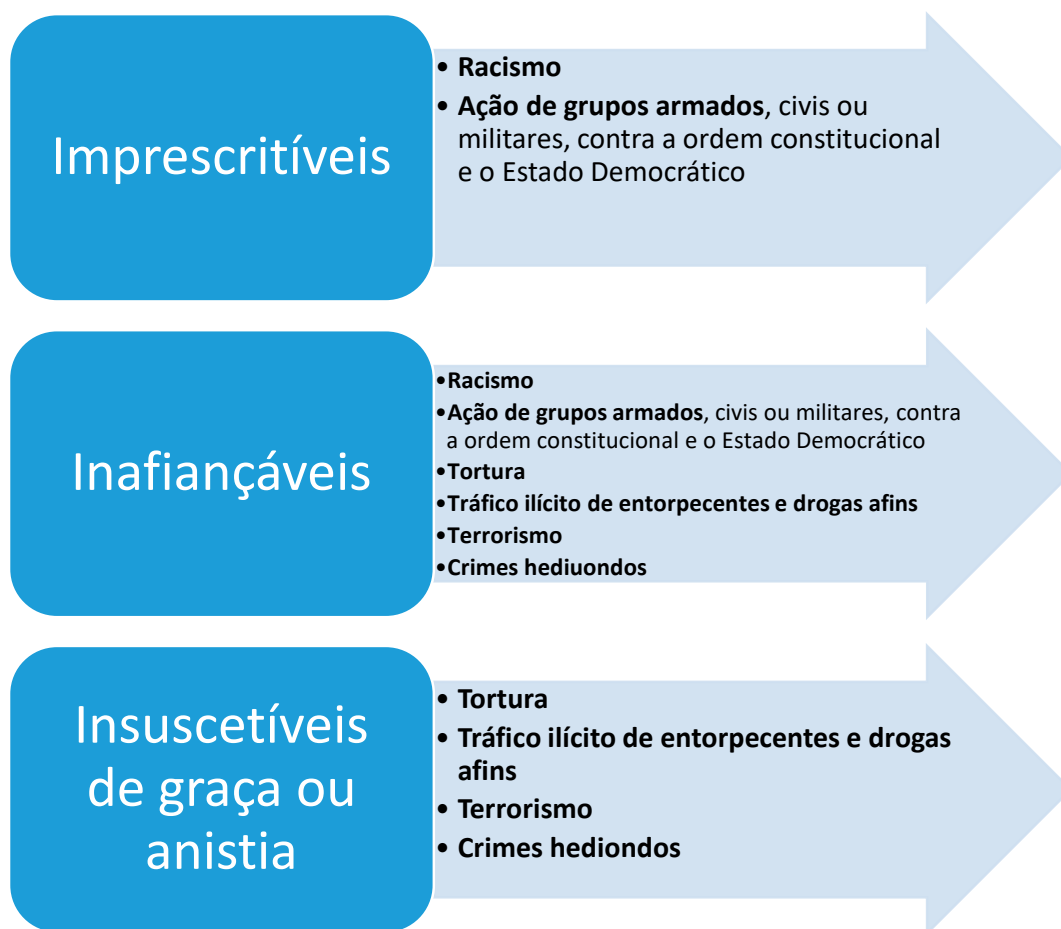 Imprescritíveis
• Racismo
• Ação de grupos armados, civis ou
militares, contra a ordem constitucional
e o Estado Democrático
Inafiançáveis
•Racismo
•Ação de grupos armados, civis ou militares, contra
a ordem constitucional e o Estado Democrático
•Tortura
•Tráfico ilícito de entorpecentes e drogas afins
•Terrorismo
•Crimes hediuondos
Insuscetíveis
de graça ou
anistia
• Tortura
• Tráfico ilícito de entorpecentes e drogas
afins
• Terrorismo
• Crimes hediondos